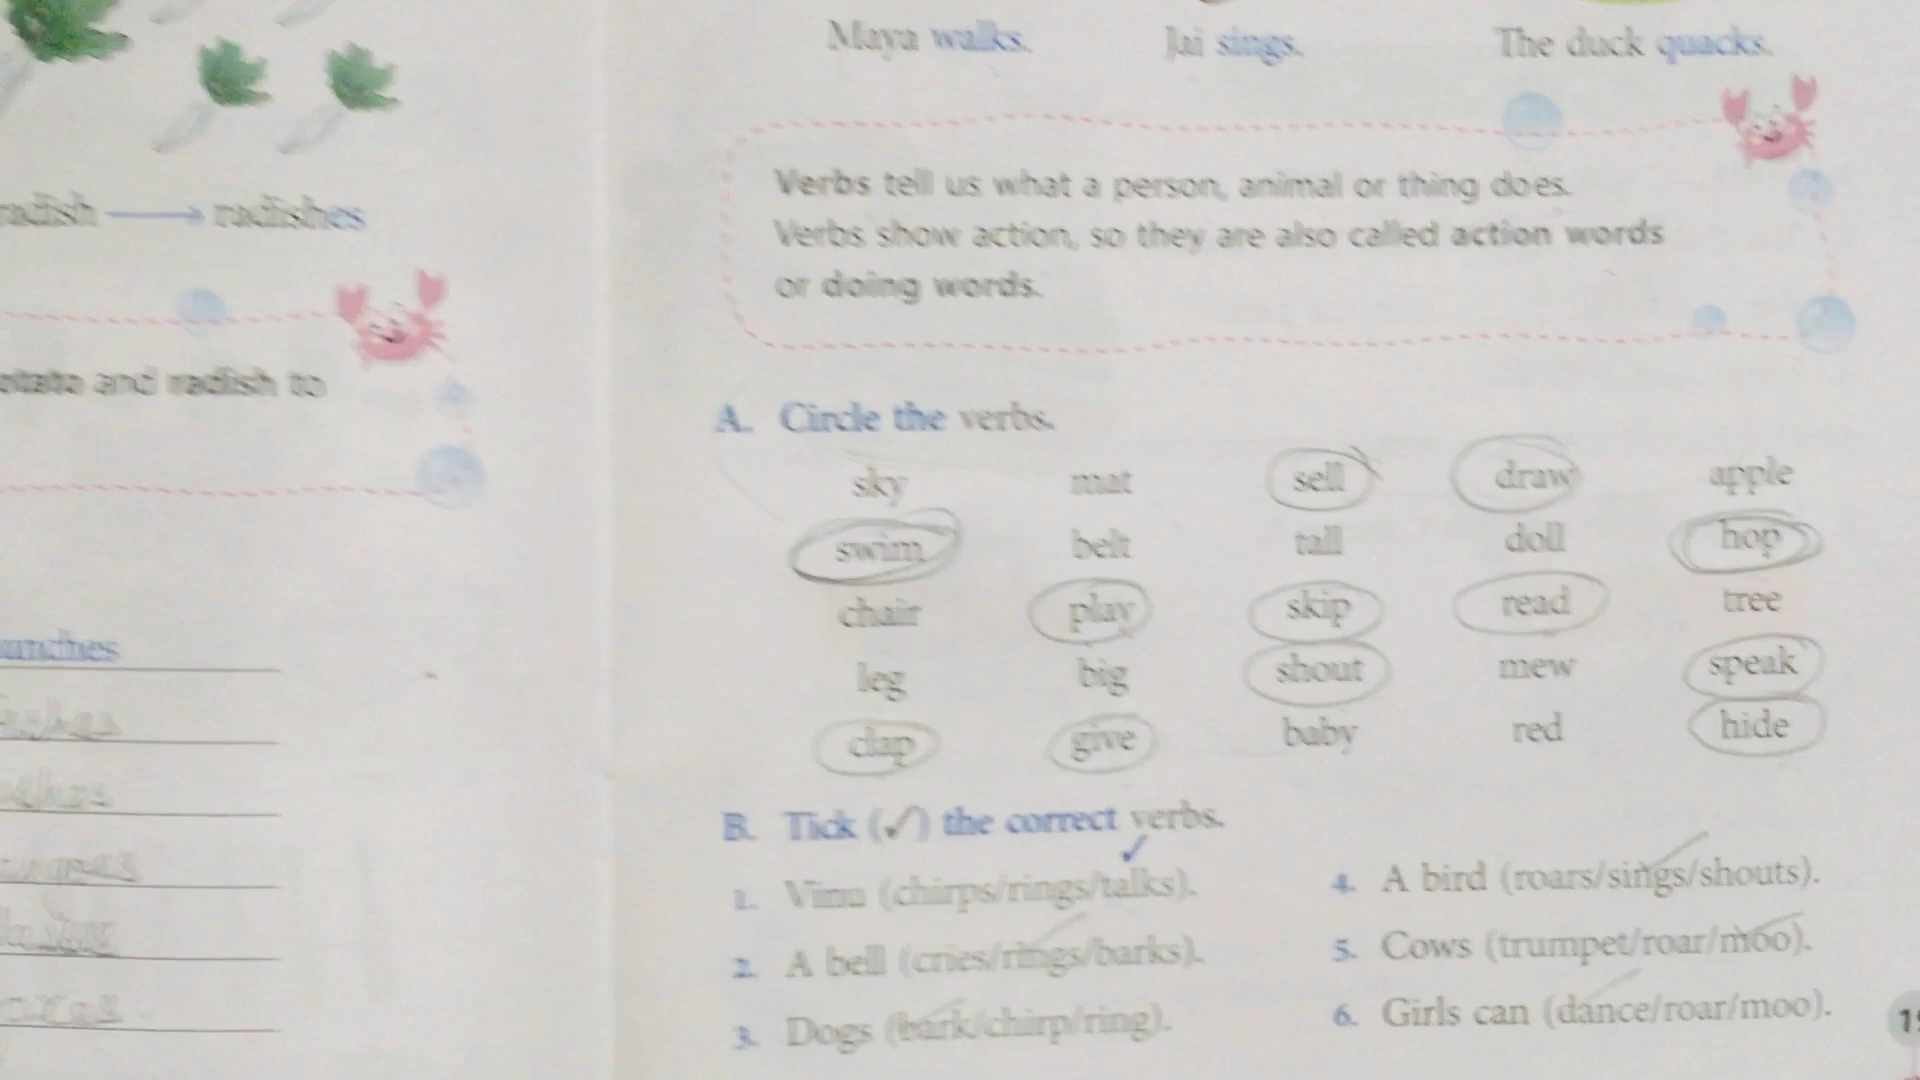 Maya walks. Jai sings. The duck quacks.
radish → radishes
otato and radish to
Verbs tell us what a person, animal or thing does.
Verbs show action, so they are also called action words
or doing words.
A. Circle the verbs.
sky mat sell draw apple
swim belt tall doll hop
chair play skip read tree
leg big shout mew speak
clap give baby red hide
B. Tick (✓) the correct verbs.
1. Vinu (chirps/rings/talks). ✓
2. A bell (cries/rings/barks).
3. Dogs (bark/chirp/ring).
4. A bird (roars/sings/shouts).
5. Cows (trumpet/roar/moo).
6. Girls can (dance/roar/moo).